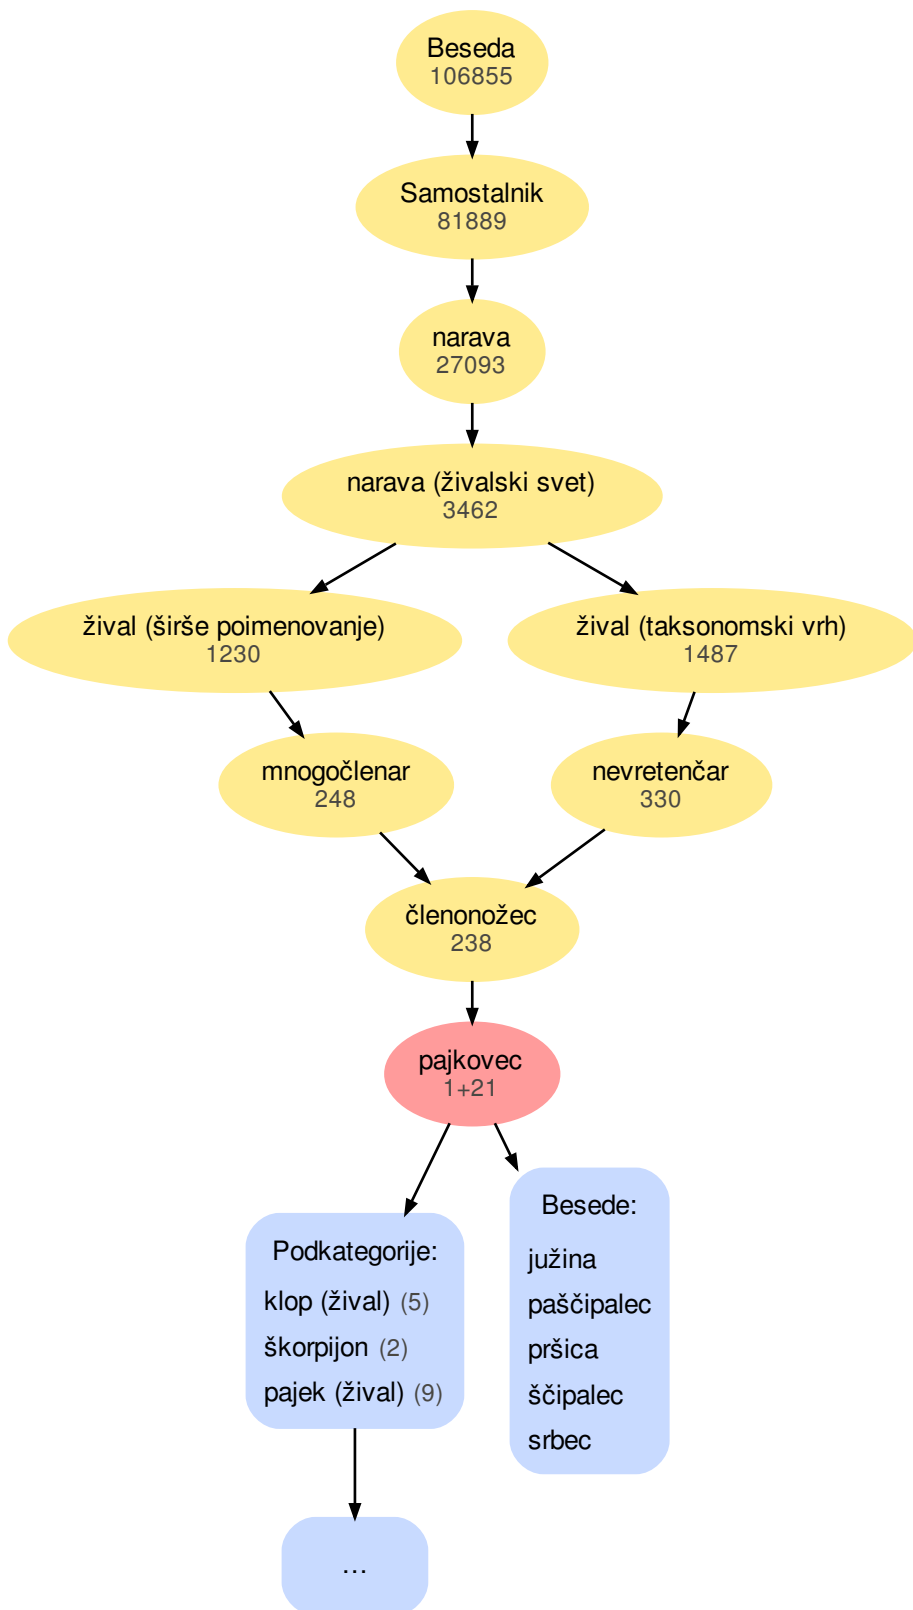 Beseda
106855
Samostalnik
81889
narava
27093
narava (živalski svet)
3462
žival (širše poimenovanje)
1230
žival (taksonomski vrh)
1487
mnogočlenar
248
nevretenčar
330
členonožec
238
pajkovec
1+21
Podkategorije:
klop (žival) (5)
škorpijon (2)
pajek (žival) (9)
Besede:
južina
paščipalec
pršica
ščipalec
srbec
...